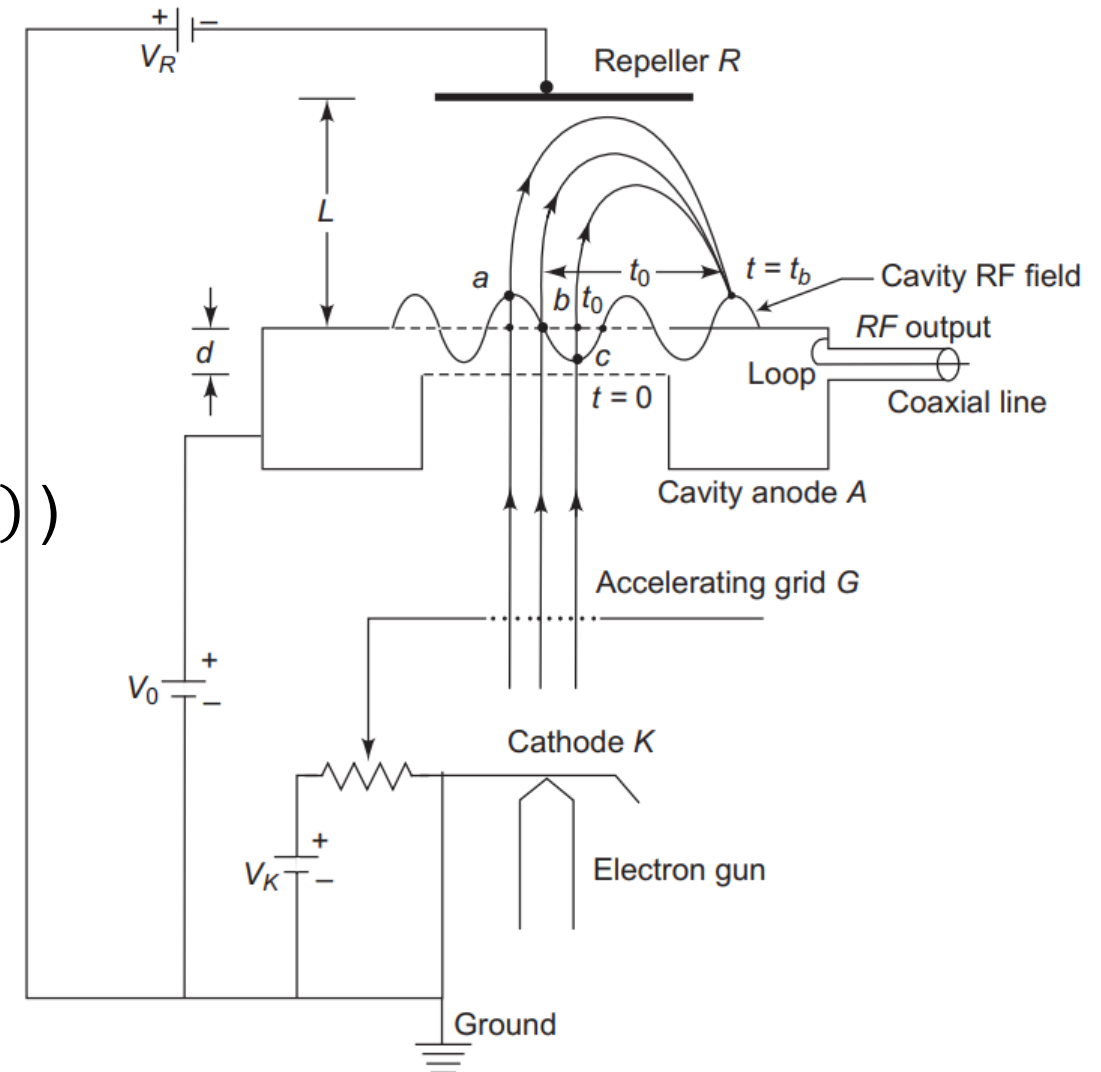 + –
V_R
Repeller R
L
a
b
t_0
t_0
t = t_b
Cavity RF field
RF output
d
c
Loop
t = 0
Coaxial line
Cavity anode A
))
Accelerating grid G
+
V_0
–
Cathode K
+
V_K
–
Electron gun
Ground